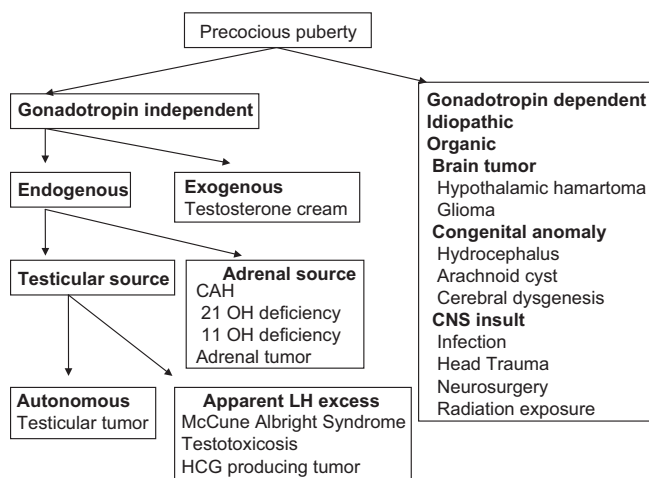 Precocious puberty
Gonadotropin independent
Endogenous
Exogenous
Testosterone cream
Testicular source
Adrenal source
CAH
21 OH deficiency
11 OH deficiency
Adrenal tumor
Autonomous
Testicular tumor
Apparent LH excess
McCune Albright Syndrome
Testotoxicosis
HCG producing tumor
Gonadotropin dependent
Idiopathic
Organic
Brain tumor
Hypothalamic hamartoma
Glioma
Congenital anomaly
Hydrocephalus
Arachnoid cyst
Cerebral dysgenesis
CNS insult
Infection
Head Trauma
Neurosurgery
Radiation exposure